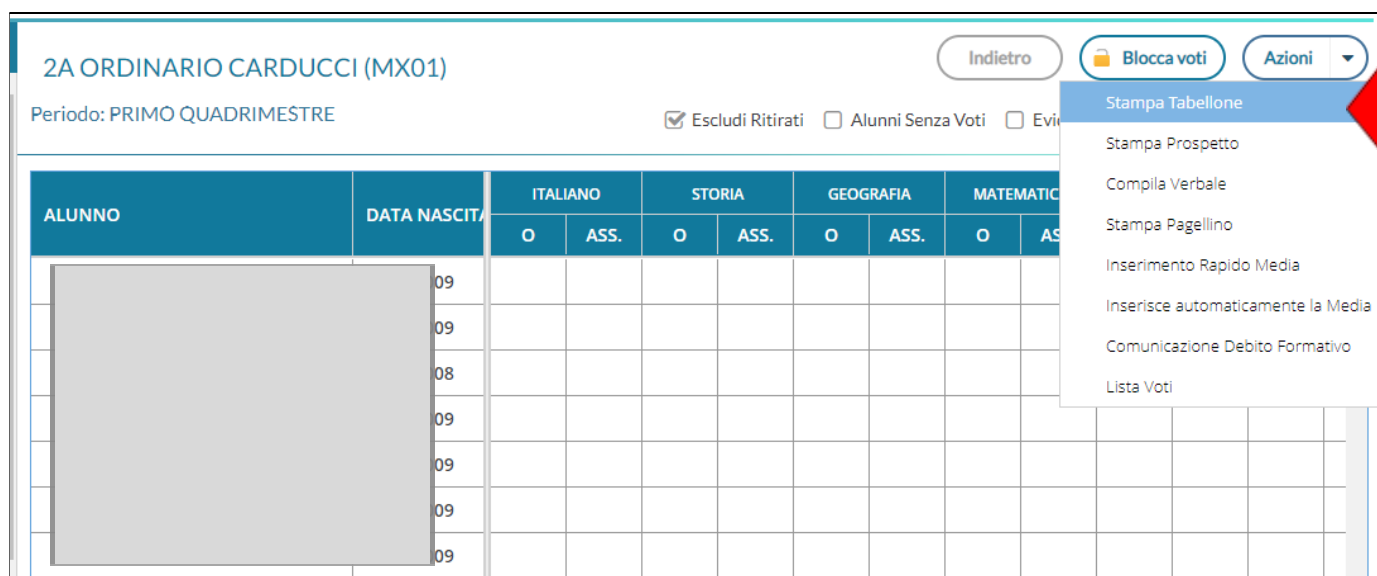 2A ORDINARIO CARDUCCI (MX01)
Indietro
Blocca voti
Azioni
Periodo: PRIMO QUADRIMESTRE
Escludi Ritirati
Alunni Senza Voti
Stampa Tabellone
Stampa Prospetto
Compila Verbale
Stampa Pagellino
Inserimento Rapido Media
Inserisce automaticamente la Media
Comunicazione Debito Formativo
Lista Voti
ALUNNO
DATA NASCITA
ITALIANO
STORIA
GEOGRAFIA
MATEMATIC
O ASS. O ASS. O ASS. O AS
09
09
08
09
09
09
09